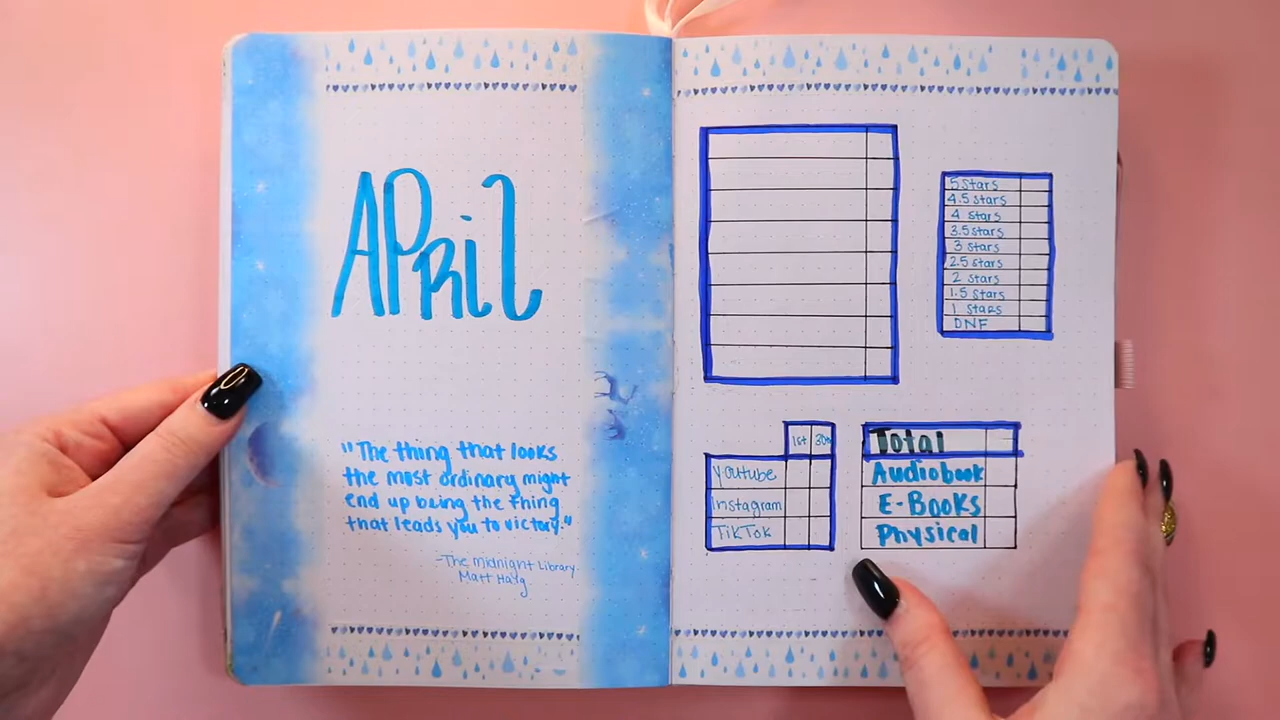 APRil
"The thing that looks
the most ordinary might
end up being the thing
that leads you to victory."
-The Midnight Library
Matt Haig
5 stars
4.5 stars
4 stars
3.5 stars
3 stars
2.5 stars
2 stars
1.5 stars
1 stars
DNF
1st 30th
Youtube
Instagram
TikTok
Total
Audiobook
E-Books
Physical